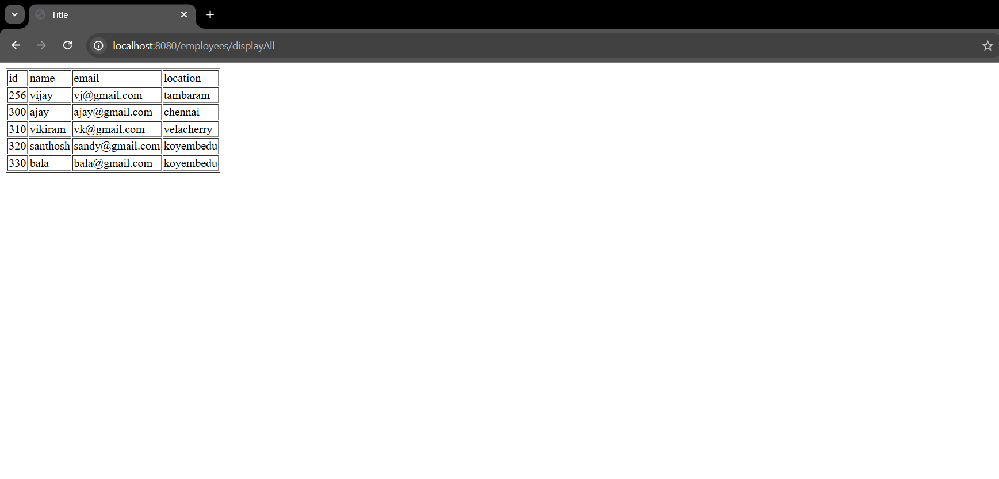 Title
localhost:8080/employees/displayAll
id name email location
256 vijay vj@gmail.com tambaram
300 ajay ajay@gmail.com chennai
310 vikiram vk@gmail.com velacherry
320 santhosh sandy@gmail.com koyembedu
330 bala bala@gmail.com koyembedu